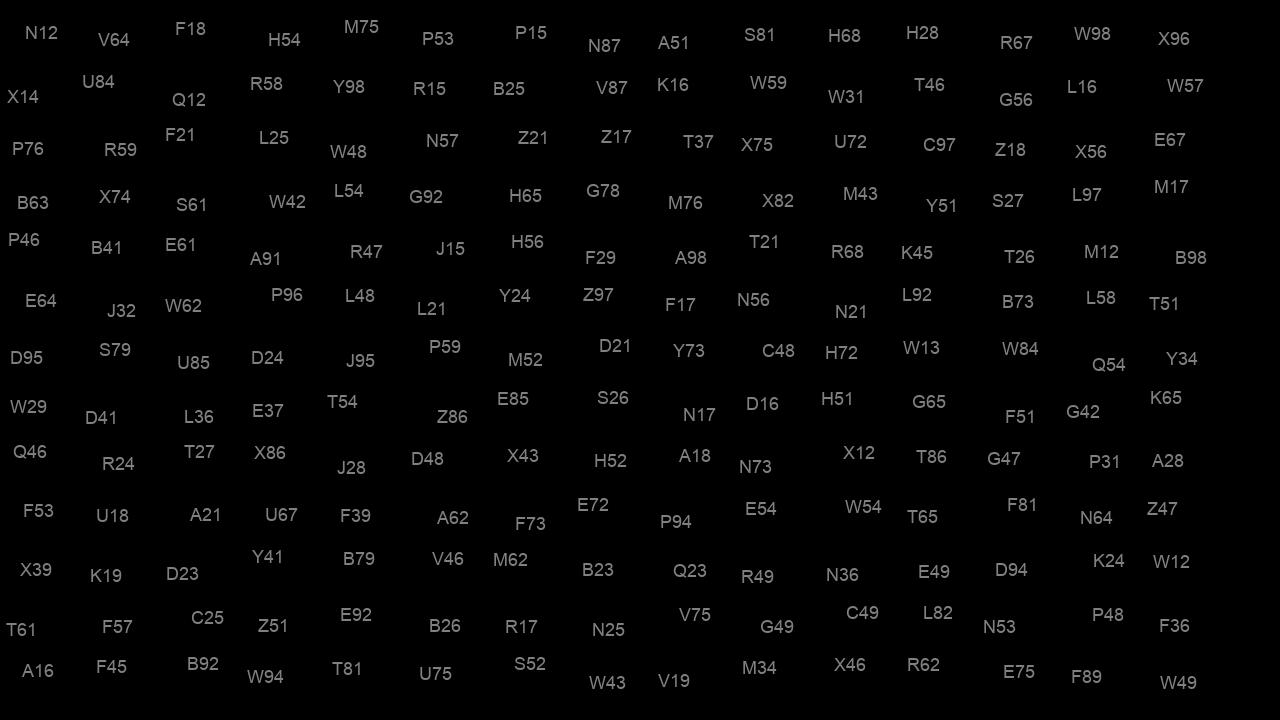 N12 V64 F18 H54 M75 P53 P15 N87 A51 S81 H68 H28 R67 W98 X96
X14 U84 Q12 R58 Y98 R15 B25 V87 K16 W59 W31 T46 G56 L16 W57
P76 R59 F21 L25 W48 N57 Z21 Z17 T37 X75 U72 C97 Z18 X56 E67
B63 X74 S61 W42 L54 G92 H65 G78 M76 X82 M43 Y51 S27 L97 M17
P46 B41 E61 A91 R47 J15 H56 F29 A98 T21 R68 K45 T26 M12 B98
E64 J32 W62 P96 L48 L21 Y24 Z97 F17 N56 N21 L92 B73 L58 T51
D95 S79 U85 D24 J95 P59 M52 D21 Y73 C48 H72 W13 W84 Q54 Y34
W29 D41 L36 E37 T54 Z86 E85 S26 N17 D16 H51 G65 F51 G42 K65
Q46 R24 T27 X86 J28 D48 X43 H52 A18 N73 X12 T86 G47 P31 A28
F53 U18 A21 U67 F39 A62 F73 E72 P94 E54 W54 T65 F81 N64 Z47
X39 K19 D23 Y41 B79 V46 M62 B23 Q23 R49 N36 E49 D94 K24 W12
T61 F57 C25 Z51 E92 B26 R17 N25 V75 G49 C49 L82 N53 P48 F36
A16 F45 B92 W94 T81 U75 S52 W43 V19 M34 X46 R62 E75 F89 W49